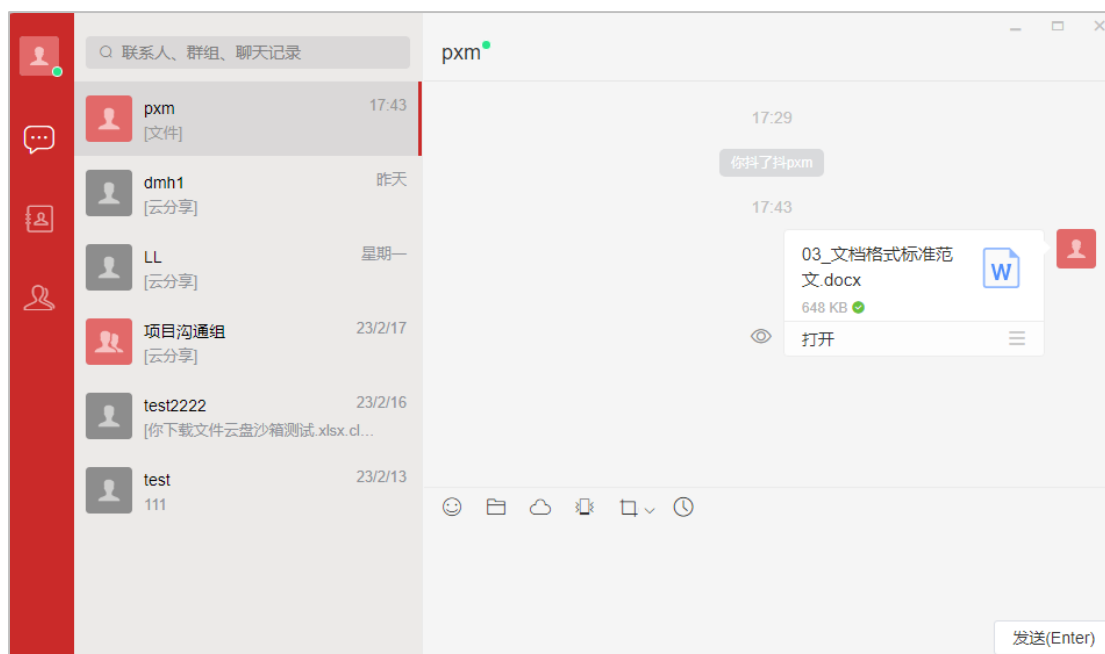 联系人、群组、聊天记录
pxm
17:43
[文件]
dmh1
昨天
[云分享]
LL
星期一
[云分享]
项目沟通组
23/2/17
[云分享]
test2222
23/2/16
[你下载文件云盘沙箱测试.xlsx.cl...
test
23/2/13
111
pxm
17:29
你抖了抖pxm
17:43
03_文档格式标准范
文.docx
W
648 KB
打开
发送(Enter)